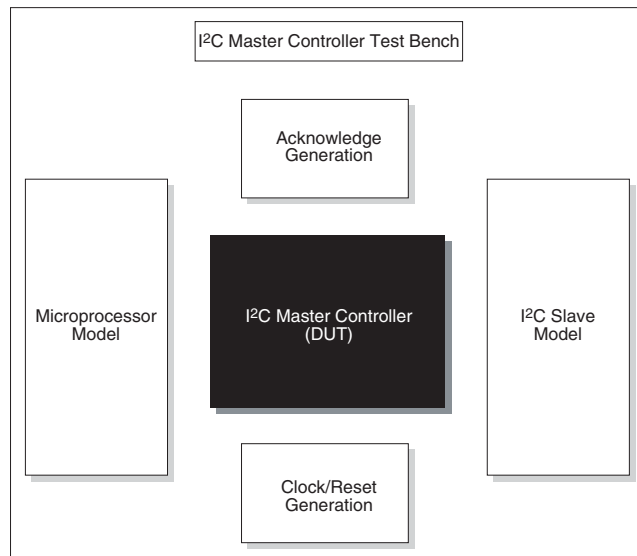 I²C Master Controller Test Bench
Acknowledge
Generation
Microprocessor
Model
I²C Master Controller
(DUT)
I²C Slave
Model
Clock/Reset
Generation